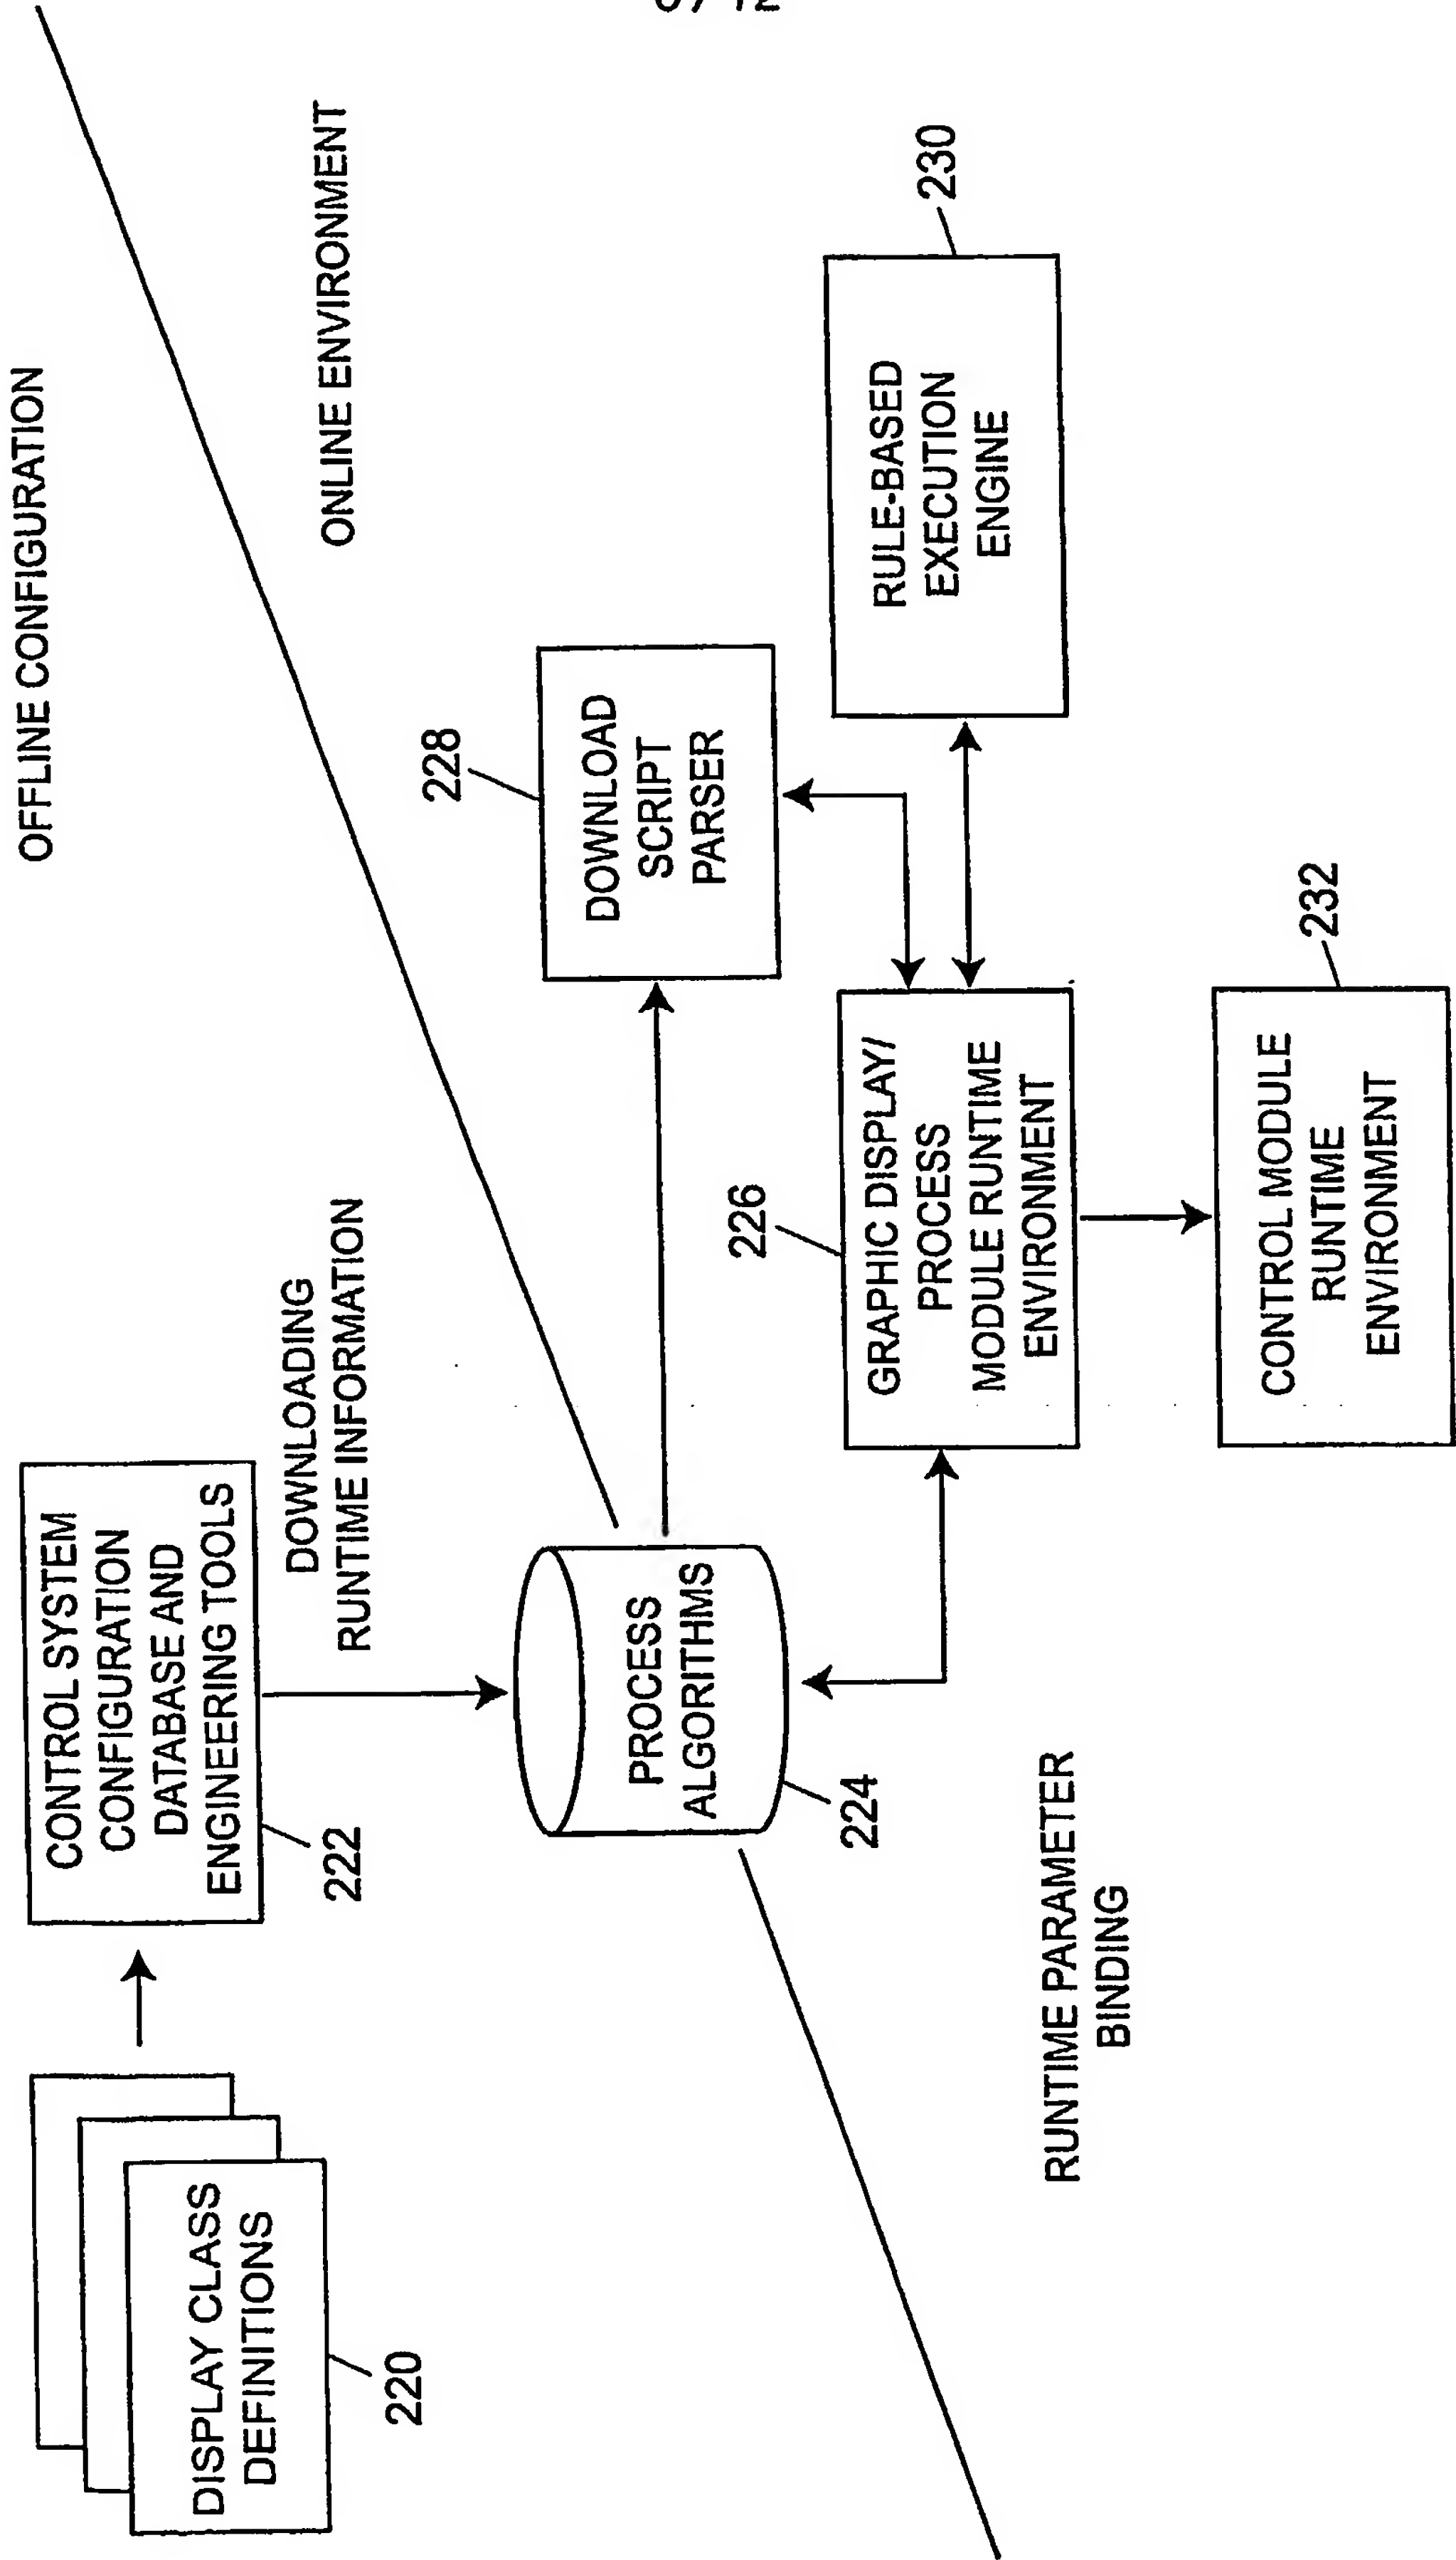 OFFLINE CONFIGURATION
ONLINE ENVIRONMENT
DISPLAY CLASS
DEFINITIONS
220
CONTROL SYSTEM
CONFIGURATION
DATABASE AND
ENGINEERING TOOLS
222
DOWNLOADING
RUNTIME INFORMATION
PROCESS
ALGORITHMS
224
228
DOWNLOAD
SCRIPT
PARSER
RUNTIME PARAMETER
BINDING
226
GRAPHIC DISPLAY/
PROCESS
MODULE RUNTIME
ENVIRONMENT
RULE-BASED
EXECUTION
ENGINE
230
CONTROL MODULE
RUNTIME
ENVIRONMENT
232